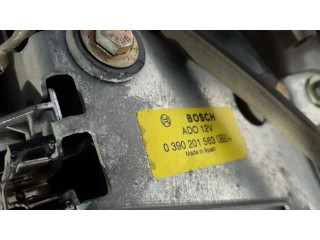 BOSCH
ADO 12V
0 390 201 563
Made in Spain